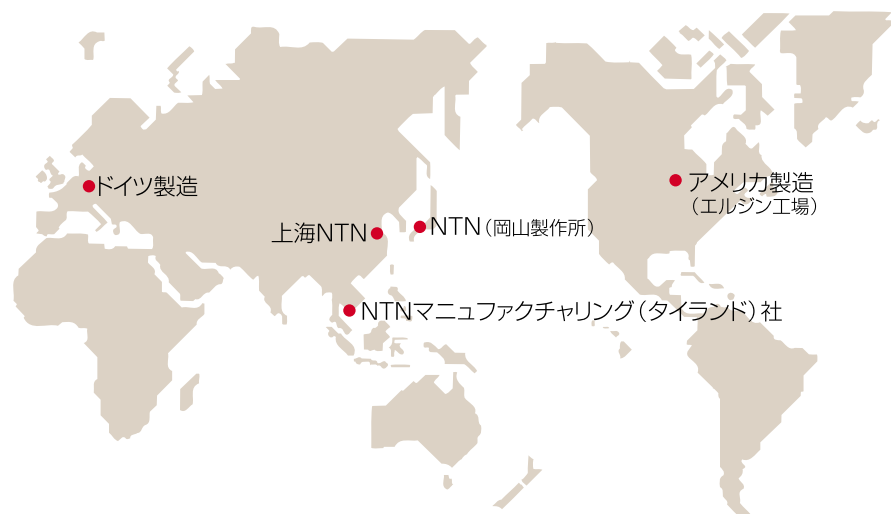 ドイツ製造
アメリカ製造
（エルジン工場）
上海NTN
NTN（岡山製作所）
NTNマニュファクチャリング（タイランド）社